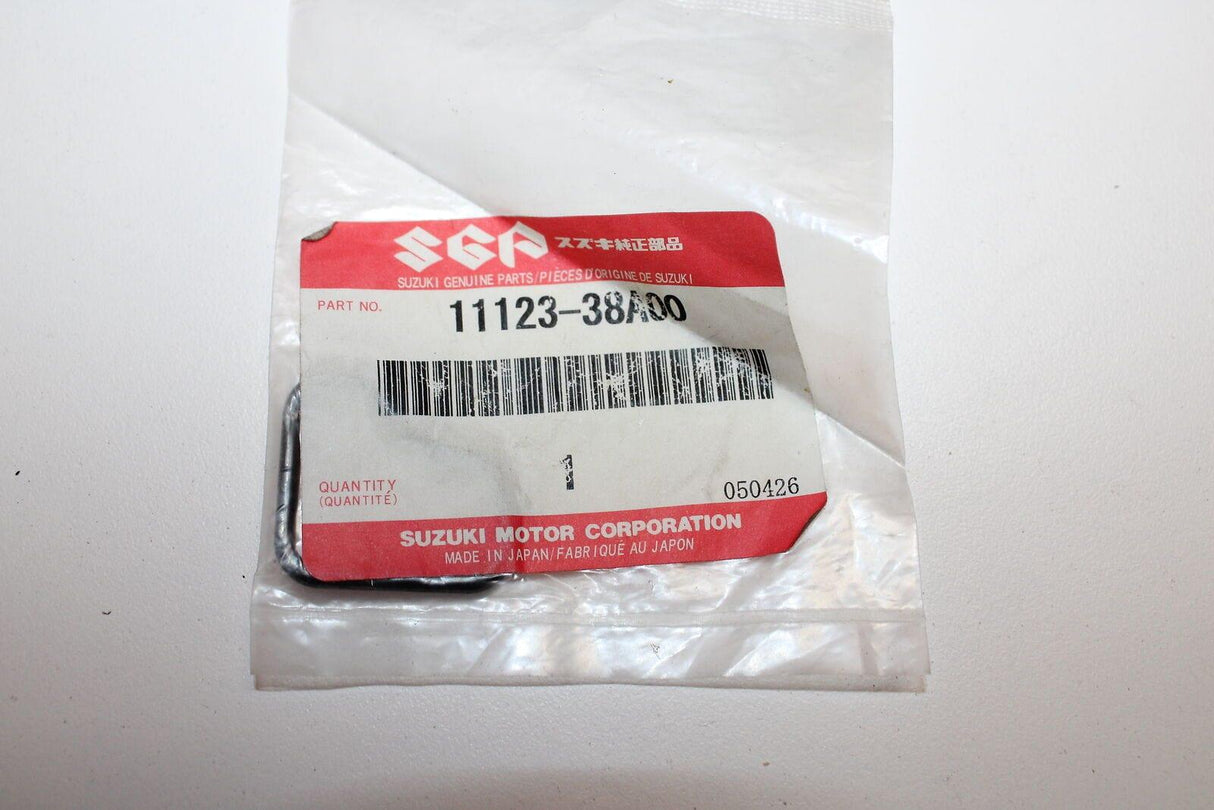 SGP スズキ純正部品
SUZUKI GENUINE PARTS/PIÈCES D'ORIGINE DE SUZUKI
PART NO. 11123-38A00
1
QUANTITY
(QUANTITÉ)
050426
SUZUKI MOTOR CORPORATION
MADE IN JAPAN/FABRIQUÉ AU JAPON